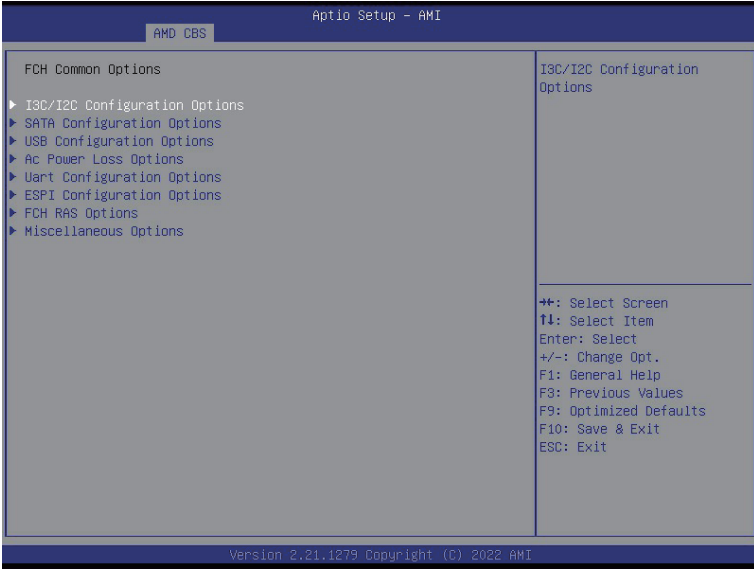 Aptio Setup – AMI
AMD CBS
FCH Common Options
I3C/I2C Configuration Options
SATA Configuration Options
USB Configuration Options
Ac Power Loss Options
Uart Configuration Options
ESPI Configuration Options
FCH RAS Options
Miscellaneous Options
I3C/I2C Configuration
Options
→←: Select Screen
↑↓: Select Item
Enter: Select
+/-: Change Opt.
F1: General Help
F3: Previous Values
F9: Optimized Defaults
F10: Save & Exit
ESC: Exit
Version 2.21.1279 Copyright (C) 2022 AMI